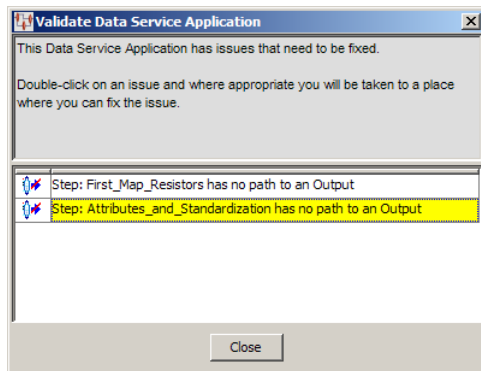 Validate Data Service Application
This Data Service Application has issues that need to be fixed.
Double-click on an issue and where appropriate you will be taken to a place
where you can fix the issue.
Step: First_Map_Resistors has no path to an Output
Step: Attributes_and_Standardization has no path to an Output
Close